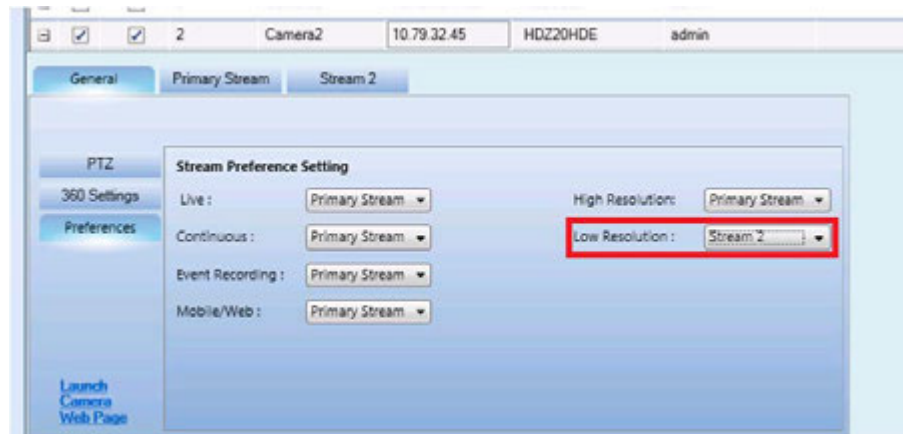 2 Camera2 10.79.32.45 HDZ20HDE admin
General Primary Stream Stream 2
PTZ
360 Settings
Preferences
Stream Preference Setting
Live : Primary Stream High Resolution: Primary Stream
Continuous : Primary Stream Low Resolution : Stream 2
Event Recording : Primary Stream
Mobile/Web : Primary Stream
Launch
Camera
Web Page